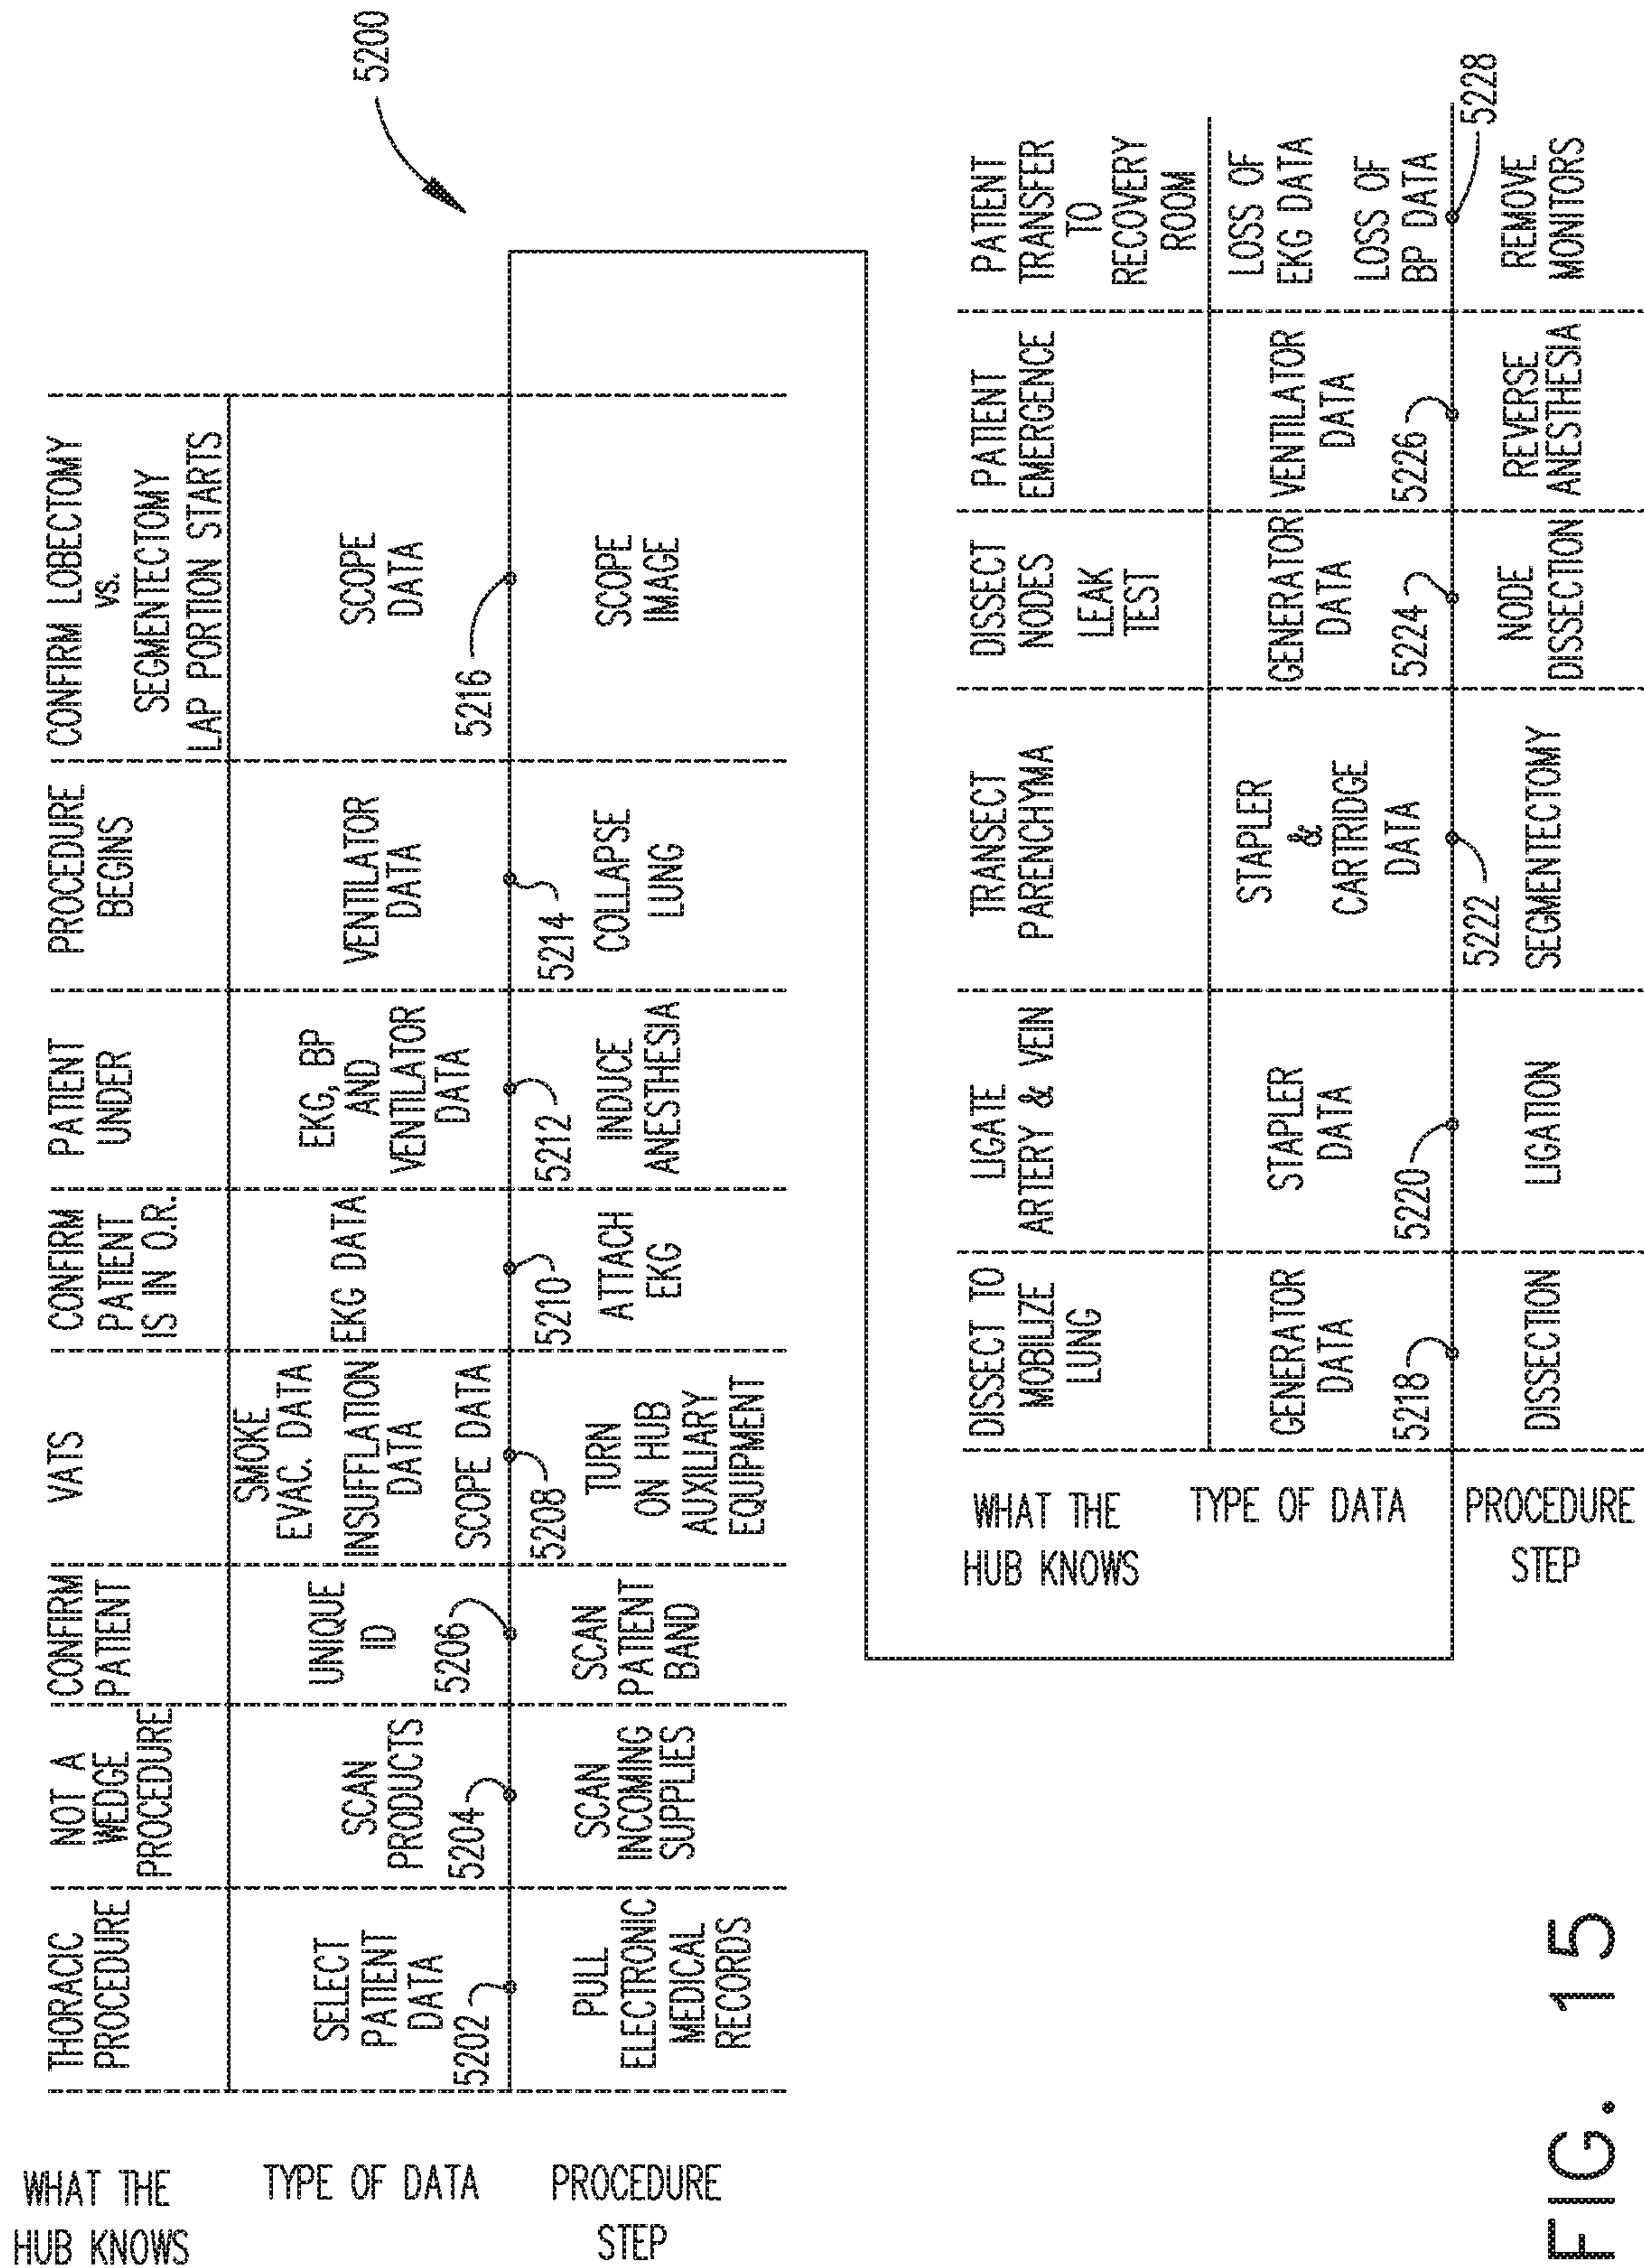 5200
WHAT THE
HUB KNOWS
THORACIC
PROCEDURE
NOT A
WEDGE
PROCEDURE
CONFIRM
PATIENT
VATS
CONFIRM
PATIENT
IS IN O.R.
PATIENT
UNDER
PROCEDURE
BEGINS
CONFIRM LOBECTOMY
VS.
SEGMENTECTOMY
LAP PORTION STARTS
TYPE OF DATA
SELECT
PATIENT
DATA
5202
SCAN
PRODUCTS
5204
UNIQUE
ID
5206
SMOKE
EVAC. DATA
INSUFFLATION
DATA
SCOPE DATA
5208
EKG DATA
5210
EKG, BP
AND
VENTILATOR
DATA
5212
VENTILATOR
DATA
5214
SCOPE
DATA
5216
PROCEDURE
STEP
PULL
ELECTRONIC
MEDICAL
RECORDS
SCAN
INCOMING
SUPPLIES
SCAN
PATIENT
BAND
TURN
ON HUB
AUXILIARY
EQUIPMENT
ATTACH
EKG
INDUCE
ANESTHESIA
COLLAPSE
LUNG
SCOPE
IMAGE
WHAT THE
HUB KNOWS
DISSECT TO
MOBILIZE
LUNG
LIGATE
ARTERY & VEIN
TRANSECT
PARENCHYMA
DISSECT
NODES
LEAK
TEST
PATIENT
EMERGENCE
PATIENT
TRANSFER
TO
RECOVERY
ROOM
TYPE OF DATA
GENERATOR
DATA
5218
STAPLER
DATA
5220
STAPLER
&
CARTRIDGE
DATA
5222
GENERATOR
DATA
5224
VENTILATOR
DATA
5226
LOSS OF
EKG DATA
LOSS OF
BP DATA
5228
PROCEDURE
STEP
DISSECTION
LIGATION
SEGMENTECTOMY
NODE
DISSECTION
REVERSE
ANESTHESIA
REMOVE
MONITORS
FIG. 15